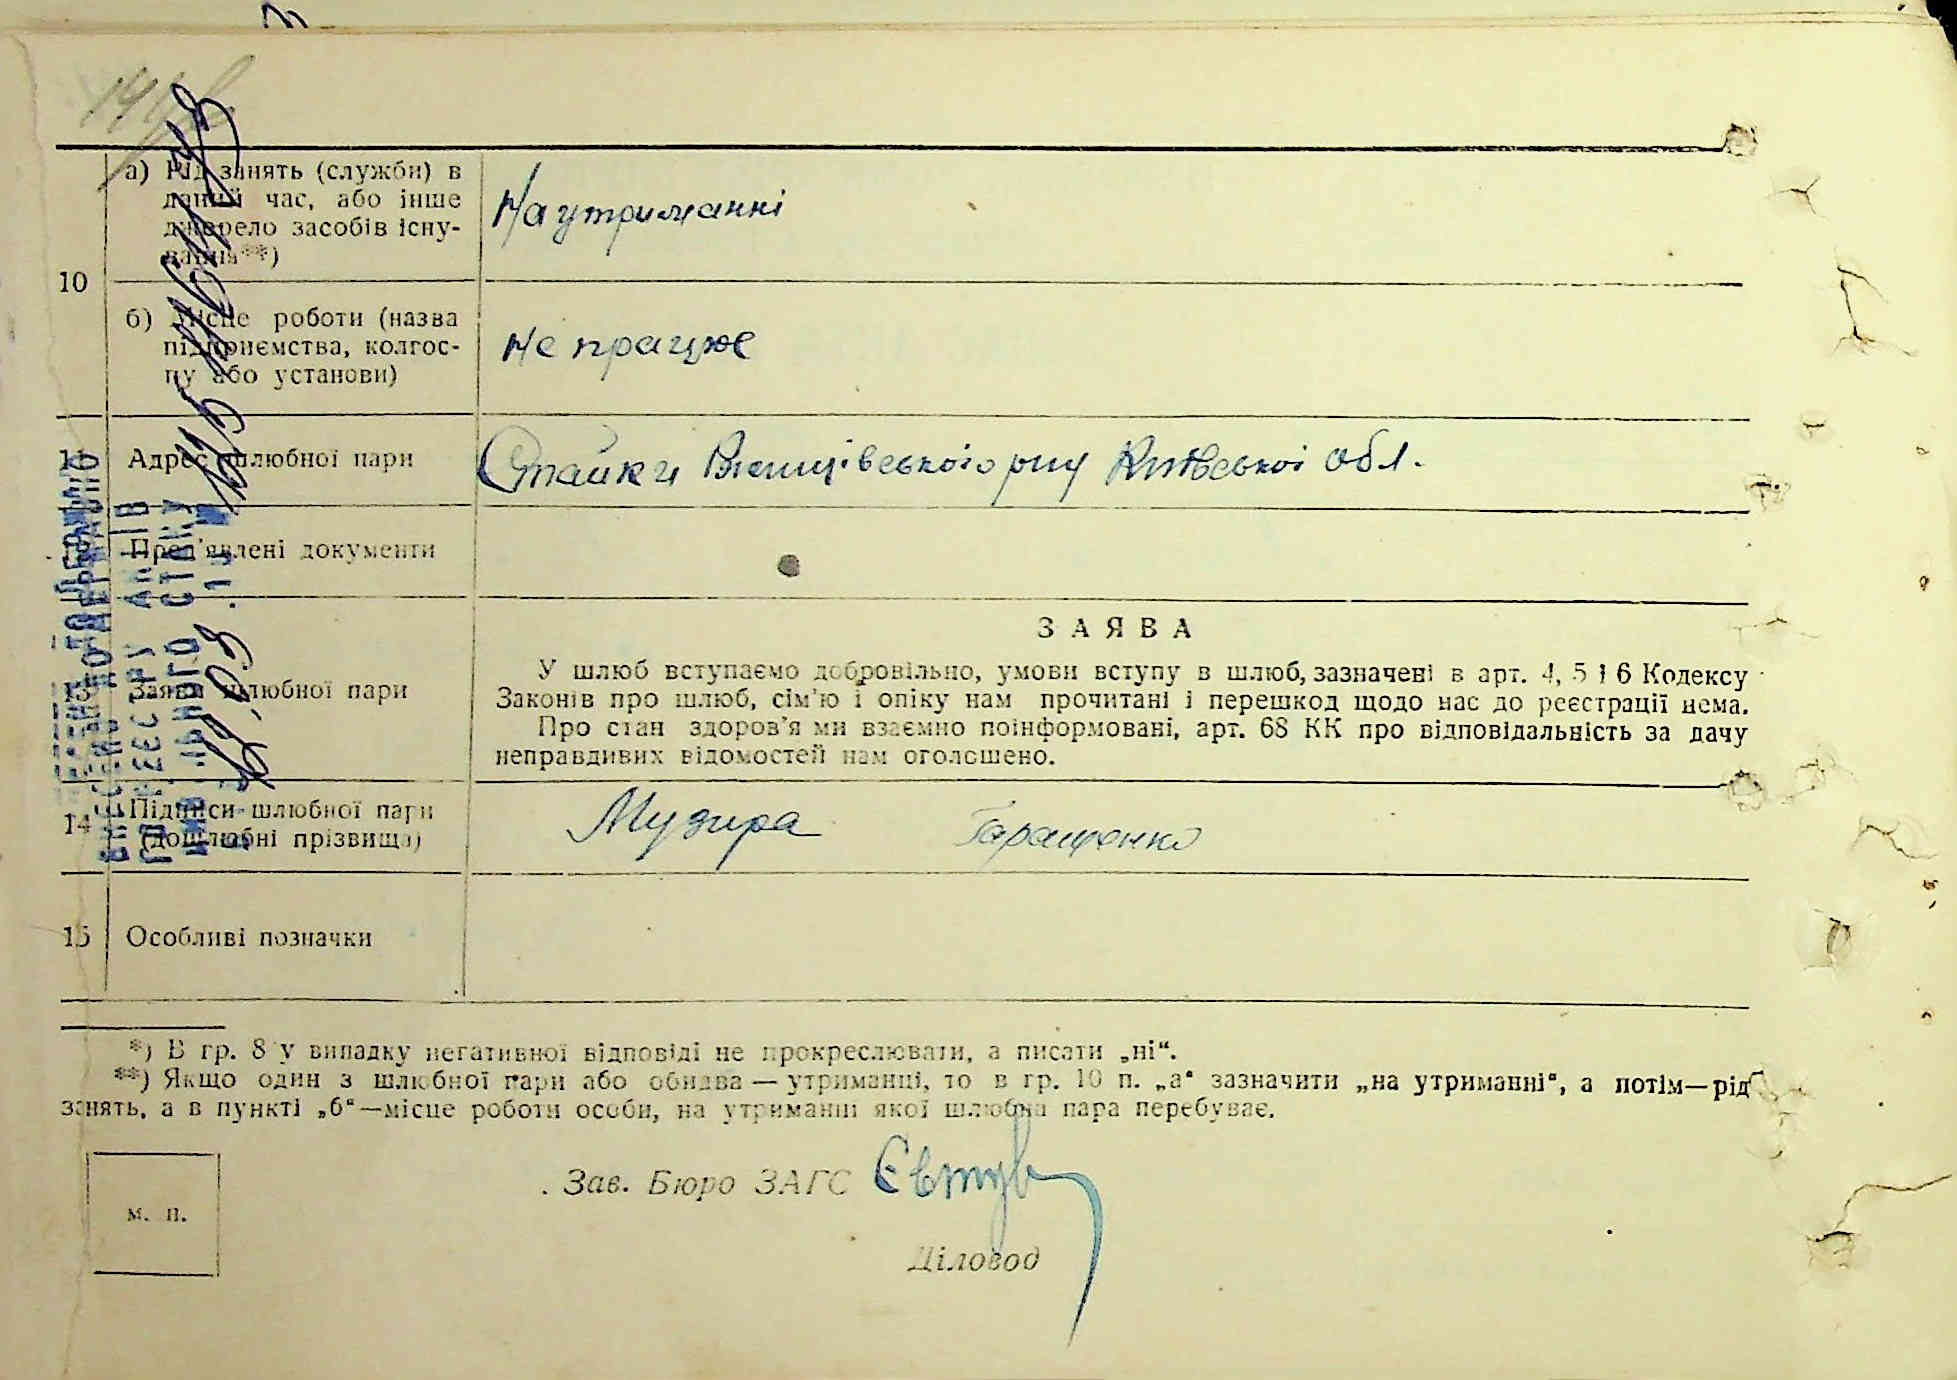 а) Рід занять (служби) в
даний час, або інше
джерело засобів існу-
вання**)
На утриманні
10
б) Місце роботи (назва
підприємства, колгос-
пу або установи)
не працює
11 Адрес шлюбної пари
Стайки Ржищівського р-ну Київської обл.
Пред'явлені документи
ЗАЯВА
У шлюб вступаємо добровільно, умови вступу в шлюб, зазначені в арт. 4, 5 і 6 Кодексу
Законів про шлюб, сім'ю і опіку нам прочитані і перешкод щодо нас до реєстрації нема.
Про стан здоров'я ми взаємно поінформовані, арт. 68 КК про відповідальність за дачу
неправдивих відомостей нам оголошено.
13 Заява шлюбної пари
14 Підписи шлюбної пари
(дошлюбні прізвища)
Музира Гаращенко
15 Особливі позначки
*) В гр. 8 у випадку негативної відповіді не прокреслювати, а писати „ні“.
**) Якщо один з шлюбної пари або обидва — утриманці, то в гр. 10 п. „а“ зазначити „на утриманні“, а потім—рід
занять, а в пункті „б“—місце роботи особи, на утриманні якої шлюбна пара перебуває.
м. п.
Зав. Бюро ЗАГС
Діловод